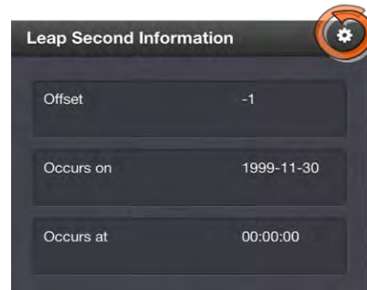 Leap Second Information
Offset -1
Occurs on 1999-11-30
Occurs at 00:00:00